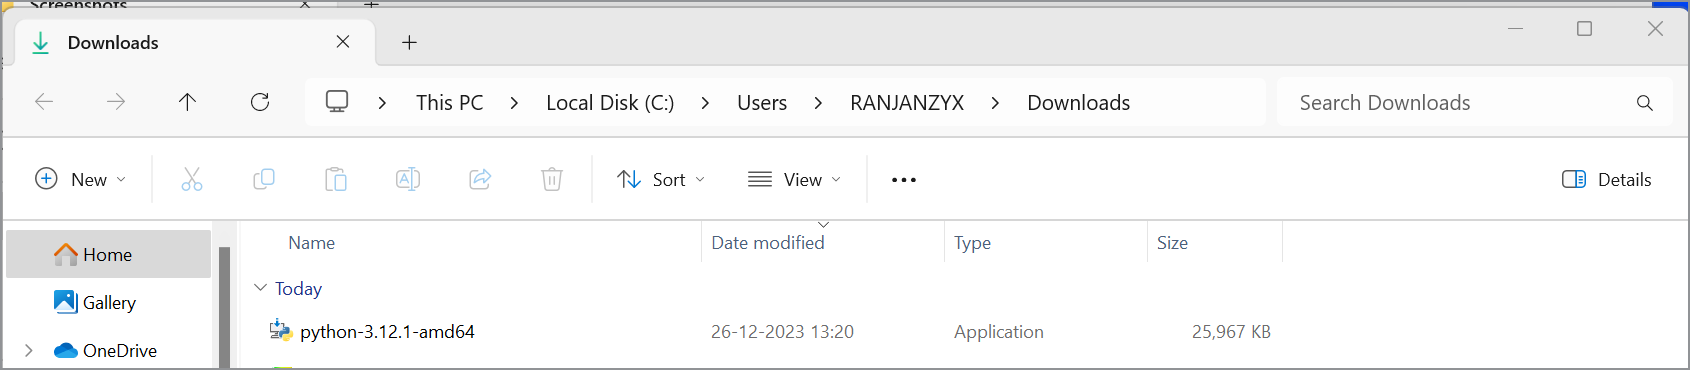 Screenshots
Downloads
This PC > Local Disk (C:) > Users > RANJANZYX > Downloads
Search Downloads
New
Sort
View
Details
Name
Date modified
Type
Size
Home
Gallery
OneDrive
Today
python-3.12.1-amd64 26-12-2023 13:20 Application 25,967 KB